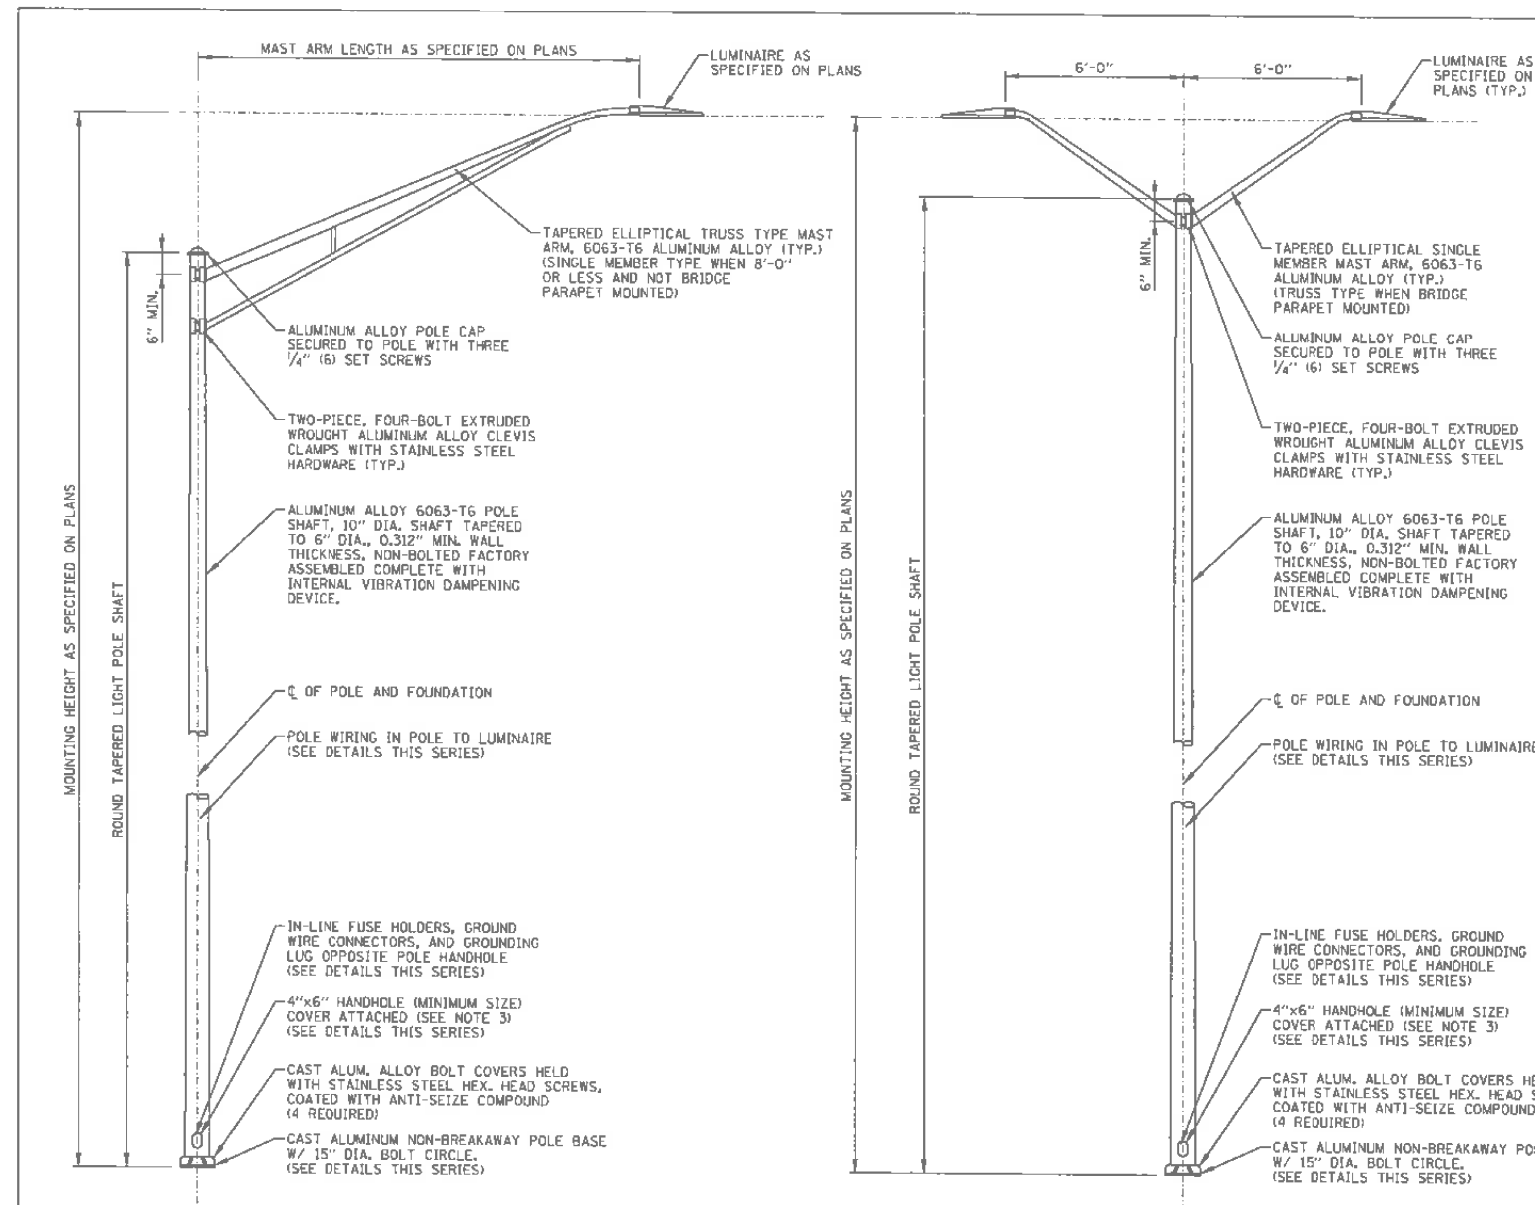 MAST ARM LENGTH AS SPECIFIED ON PLANS
LUMINAIRE AS
SPECIFIED ON PLANS
TAPERED ELLIPTICAL TRUSS TYPE MAST
ARM, 6063-T6 ALUMINUM ALLOY (TYP.)
(SINGLE MEMBER TYPE WHEN 8'-0"
OR LESS AND NOT BRIDGE
PARAPET MOUNTED)
6" MIN.
ALUMINUM ALLOY POLE CAP
SECURED TO POLE WITH THREE
1/4" (6) SET SCREWS
TWO-PIECE, FOUR-BOLT EXTRUDED
WROUGHT ALUMINUM ALLOY CLEVIS
CLAMPS WITH STAINLESS STEEL
HARDWARE (TYP.)
ALUMINUM ALLOY 6063-T6 POLE
SHAFT, 10" DIA. SHAFT TAPERED
TO 6" DIA., 0.312" MIN. WALL
THICKNESS, NON-BOLTED FACTORY
ASSEMBLED COMPLETE WITH
INTERNAL VIBRATION DAMPENING
DEVICE.
MOUNTING HEIGHT AS SPECIFIED ON PLANS
ROUND TAPERED LIGHT POLE SHAFT
℄ OF POLE AND FOUNDATION
POLE WIRING IN POLE TO LUMINAIRE
(SEE DETAILS THIS SERIES)
IN-LINE FUSE HOLDERS, GROUND
WIRE CONNECTORS, AND GROUNDING
LUG OPPOSITE POLE HANDHOLE
(SEE DETAILS THIS SERIES)
4"x6" HANDHOLE (MINIMUM SIZE)
COVER ATTACHED (SEE NOTE 3)
(SEE DETAILS THIS SERIES)
CAST ALUM. ALLOY BOLT COVERS HELD
WITH STAINLESS STEEL HEX. HEAD SCREWS,
COATED WITH ANTI-SEIZE COMPOUND
(4 REQUIRED)
CAST ALUMINUM NON-BREAKAWAY POLE BASE
W/ 15" DIA. BOLT CIRCLE.
(SEE DETAILS THIS SERIES)
6'-0"
6'-0"
LUMINAIRE AS
SPECIFIED ON
PLANS (TYP.)
6" MIN.
TAPERED ELLIPTICAL SINGLE
MEMBER MAST ARM, 6063-T6
ALUMINUM ALLOY (TYP.)
(TRUSS TYPE WHEN BRIDGE
PARAPET MOUNTED)
ALUMINUM ALLOY POLE CAP
SECURED TO POLE WITH THREE
1/4" (6) SET SCREWS
TWO-PIECE, FOUR-BOLT EXTRUDED
WROUGHT ALUMINUM ALLOY CLEVIS
CLAMPS WITH STAINLESS STEEL
HARDWARE (TYP.)
ALUMINUM ALLOY 6063-T6 POLE
SHAFT, 10" DIA. SHAFT TAPERED
TO 6" DIA., 0.312" MIN. WALL
THICKNESS, NON-BOLTED FACTORY
ASSEMBLED COMPLETE WITH
INTERNAL VIBRATION DAMPENING
DEVICE.
MOUNTING HEIGHT AS SPECIFIED ON PLANS
ROUND TAPERED LIGHT POLE SHAFT
℄ OF POLE AND FOUNDATION
POLE WIRING IN POLE TO LUMINAIRE
(SEE DETAILS THIS SERIES)
IN-LINE FUSE HOLDERS, GROUND
WIRE CONNECTORS, AND GROUNDING
LUG OPPOSITE POLE HANDHOLE
(SEE DETAILS THIS SERIES)
4"x6" HANDHOLE (MINIMUM SIZE)
COVER ATTACHED (SEE NOTE 3)
(SEE DETAILS THIS SERIES)
CAST ALUM. ALLOY BOLT COVERS
WITH STAINLESS STEEL HEX. HEAD
COATED WITH ANTI-SEIZE COMPOUND
(4 REQUIRED)
CAST ALUMINUM NON-BREAKAWAY
W/ 15" DIA. BOLT CIRCLE.
(SEE DETAILS THIS SERIES)